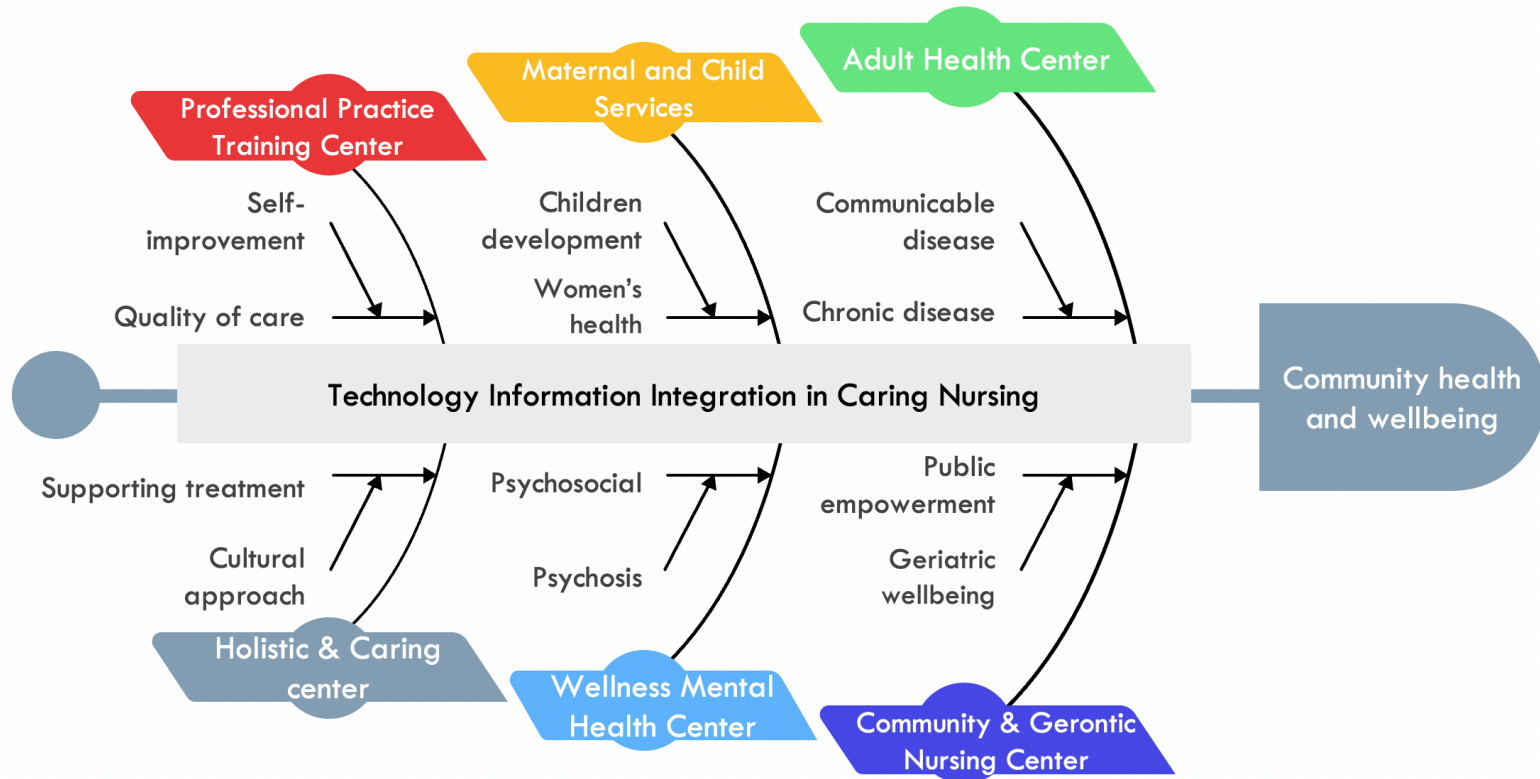 Adult Health Center
Maternal and Child
Services
Professional Practice
Training Center
Self-
improvement
Quality of care
Children
development
Women's
health
Communicable
disease
Chronic disease
Technology Information Integration in Caring Nursing
Community health
and wellbeing
Supporting treatment
Cultural
approach
Psychosocial
Psychosis
Public
empowerment
Geriatric
wellbeing
Holistic & Caring
center
Wellness Mental
Health Center
Community & Gerontic
Nursing Center